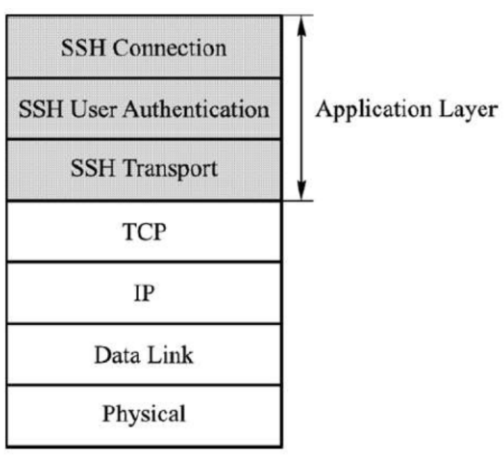 SSH Connection
SSH User Authentication
Application Layer
SSH Transport
TCP
IP
Data Link
Physical